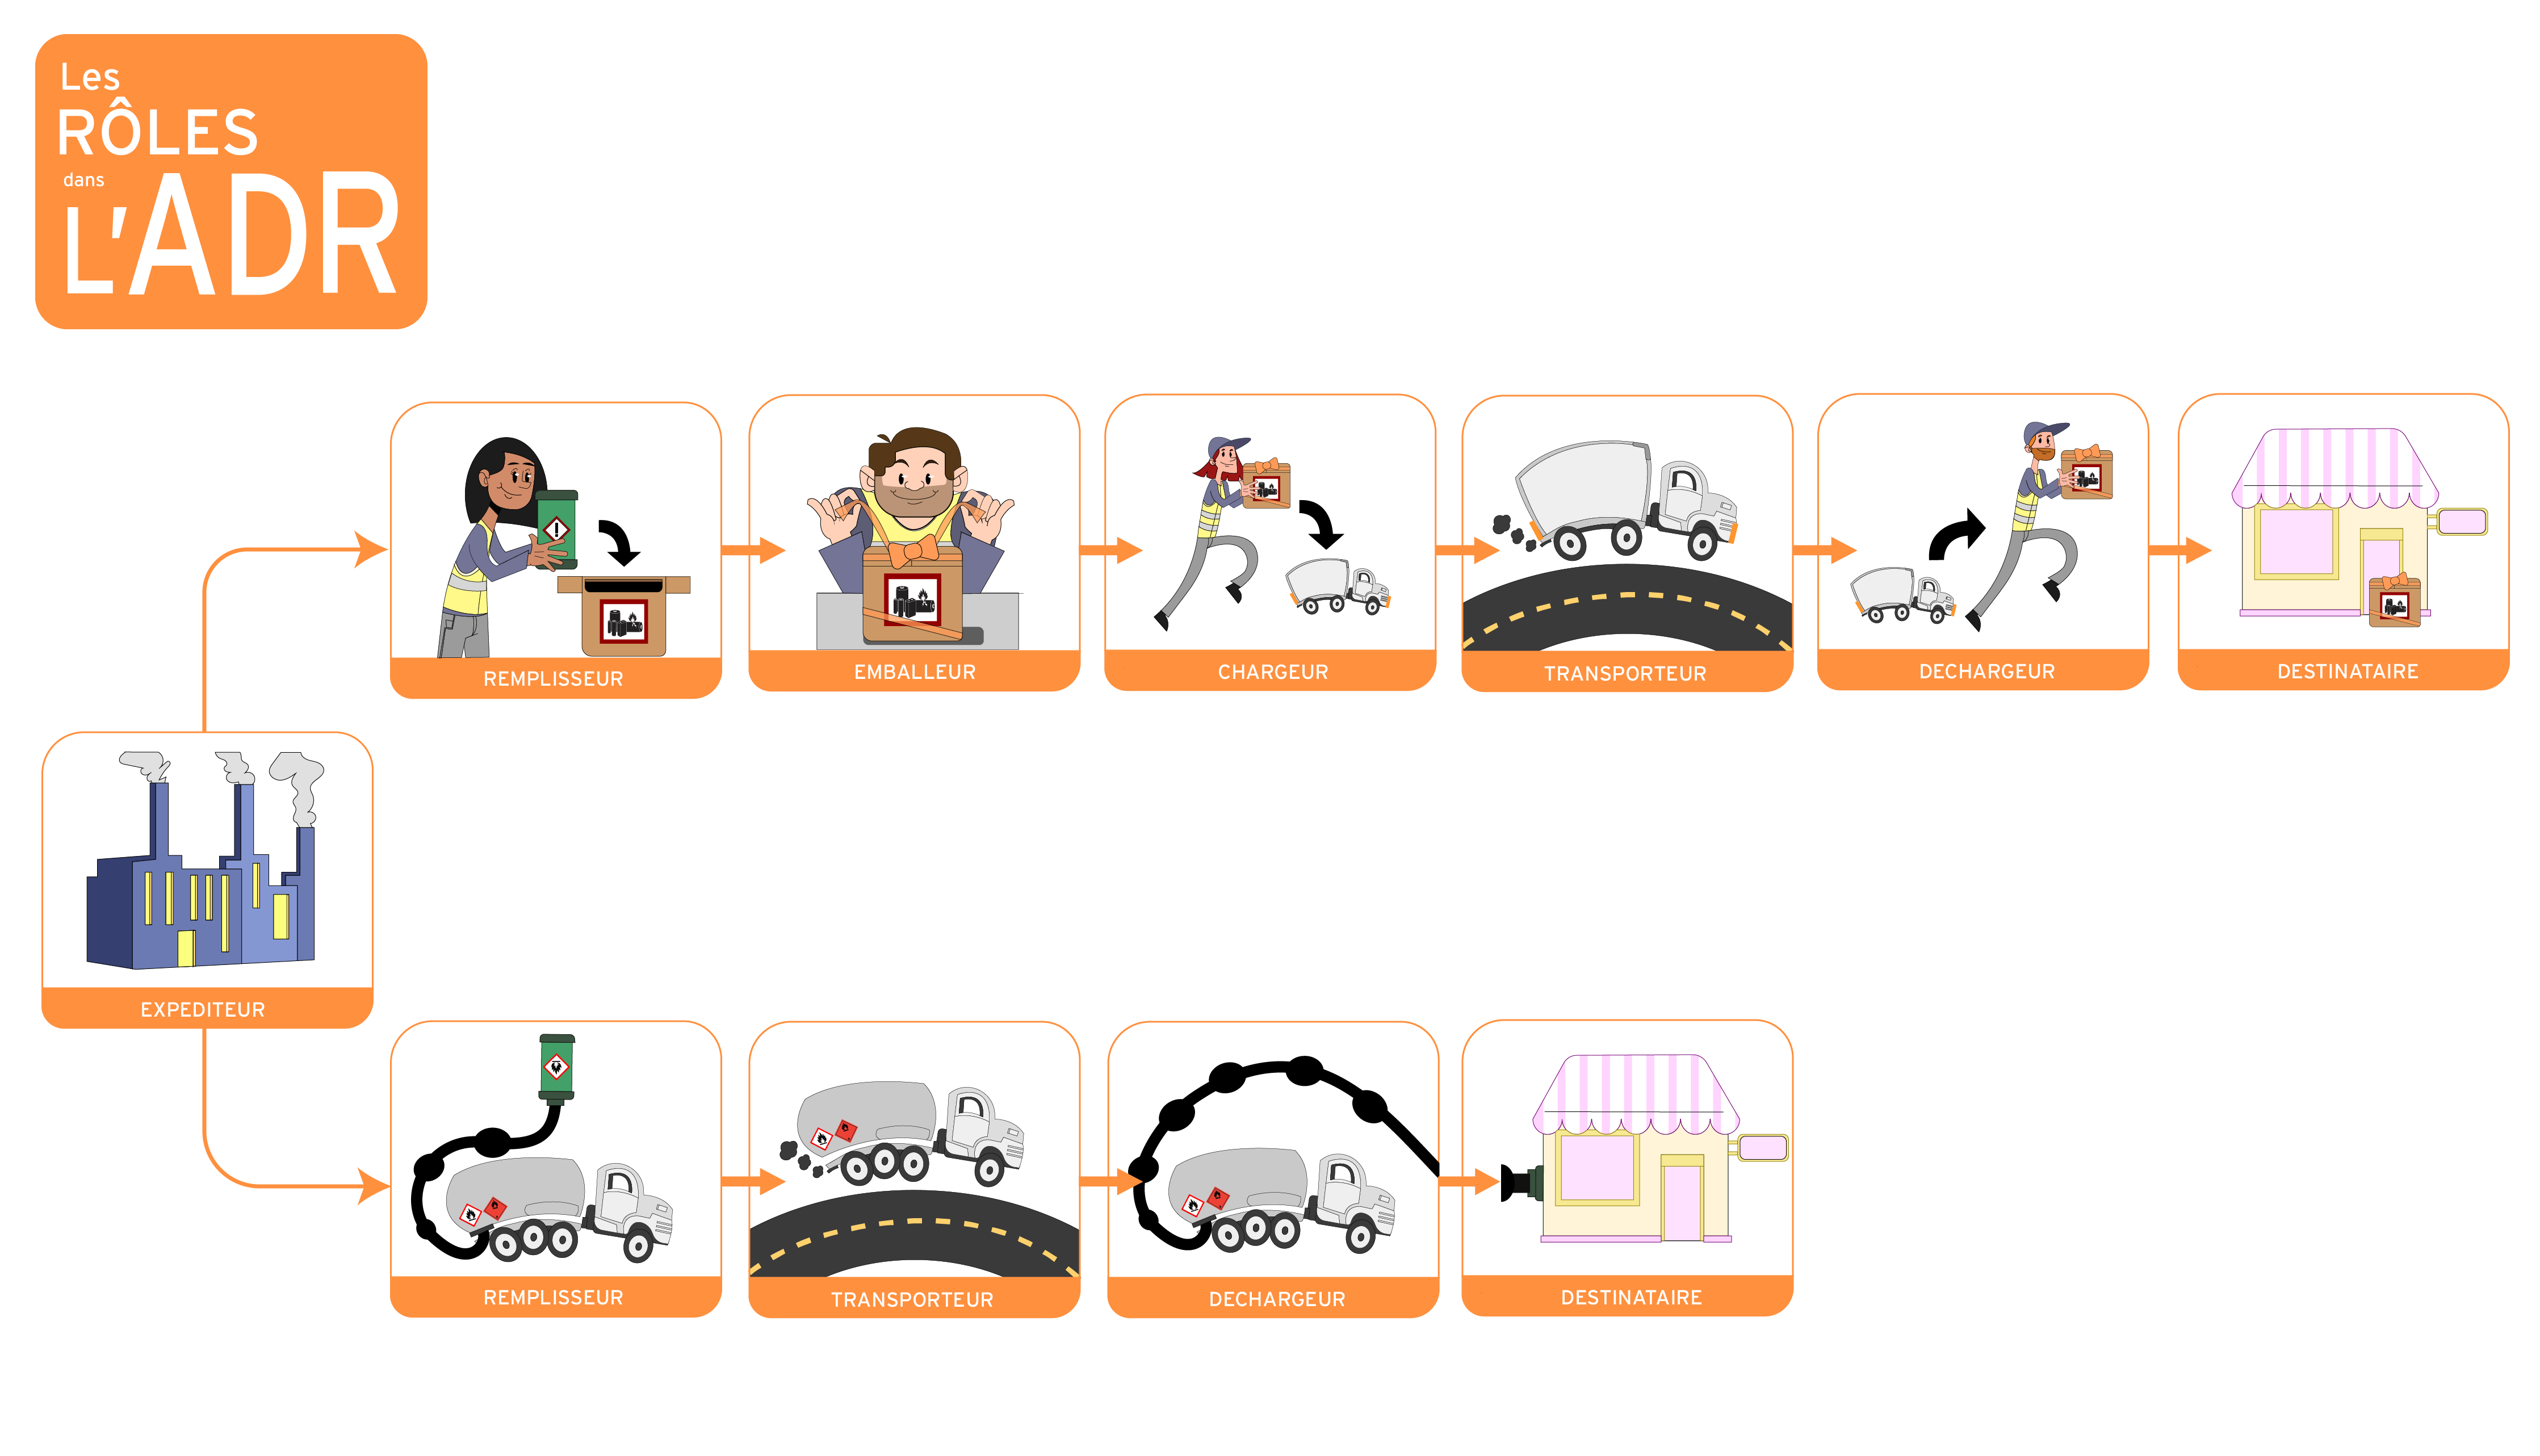 Les
RÔLES
dans
L'ADR
REMPLISSEUR
EMBALLEUR
CHARGEUR
TRANSPORTEUR
DECHARGEUR
DESTINATAIRE
EXPEDITEUR
REMPLISSEUR
TRANSPORTEUR
DECHARGEUR
DESTINATAIRE